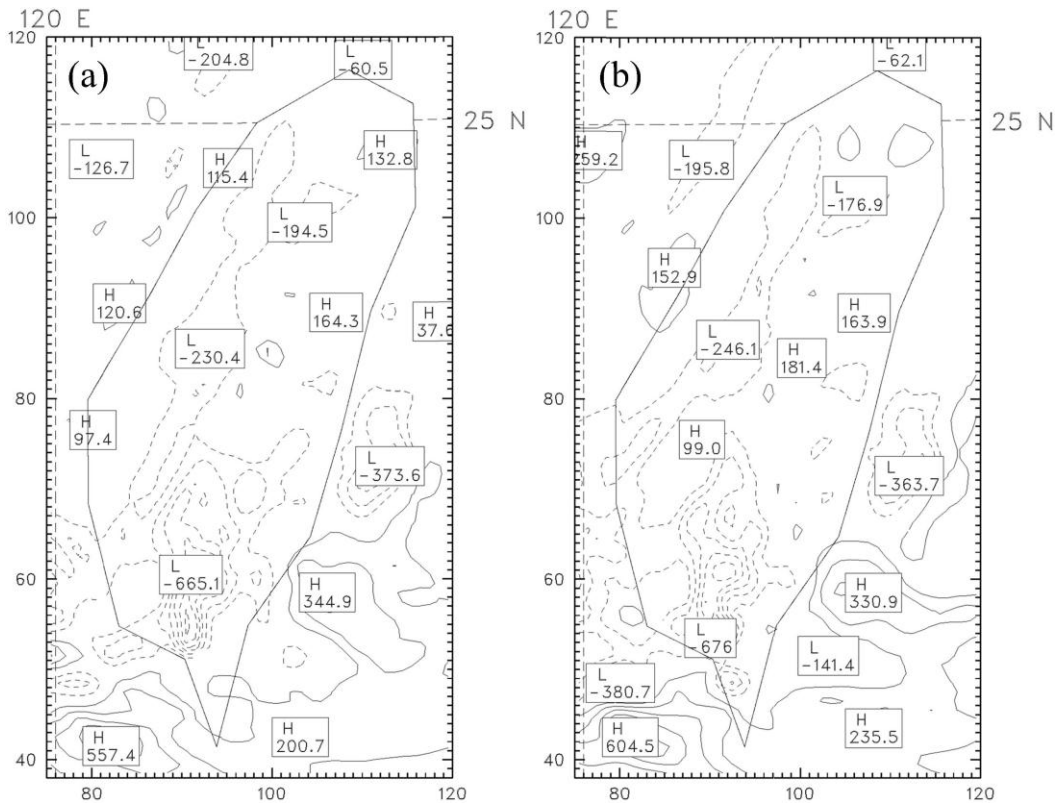 120 E
120
(a)
L
-204.8
L
-60.5
25 N
L
-126.7
H
115.4
H
132.8
100
L
-194.5
H
120.6
H
164.3
H
37.6
L
-230.4
80
H
97.4
L
-373.6
60
L
-665.1
H
344.9
H
557.4
H
200.7
40
80
100
120
120 E
120
(b)
L
-62.1
25 N
H
259.2
L
-195.8
100
L
-176.9
H
152.9
H
163.9
L
-246.1
H
181.4
80
H
99.0
L
-363.7
60
H
330.9
L
-676
L
-141.4
L
-380.7
H
604.5
H
235.5
40
80
100
120